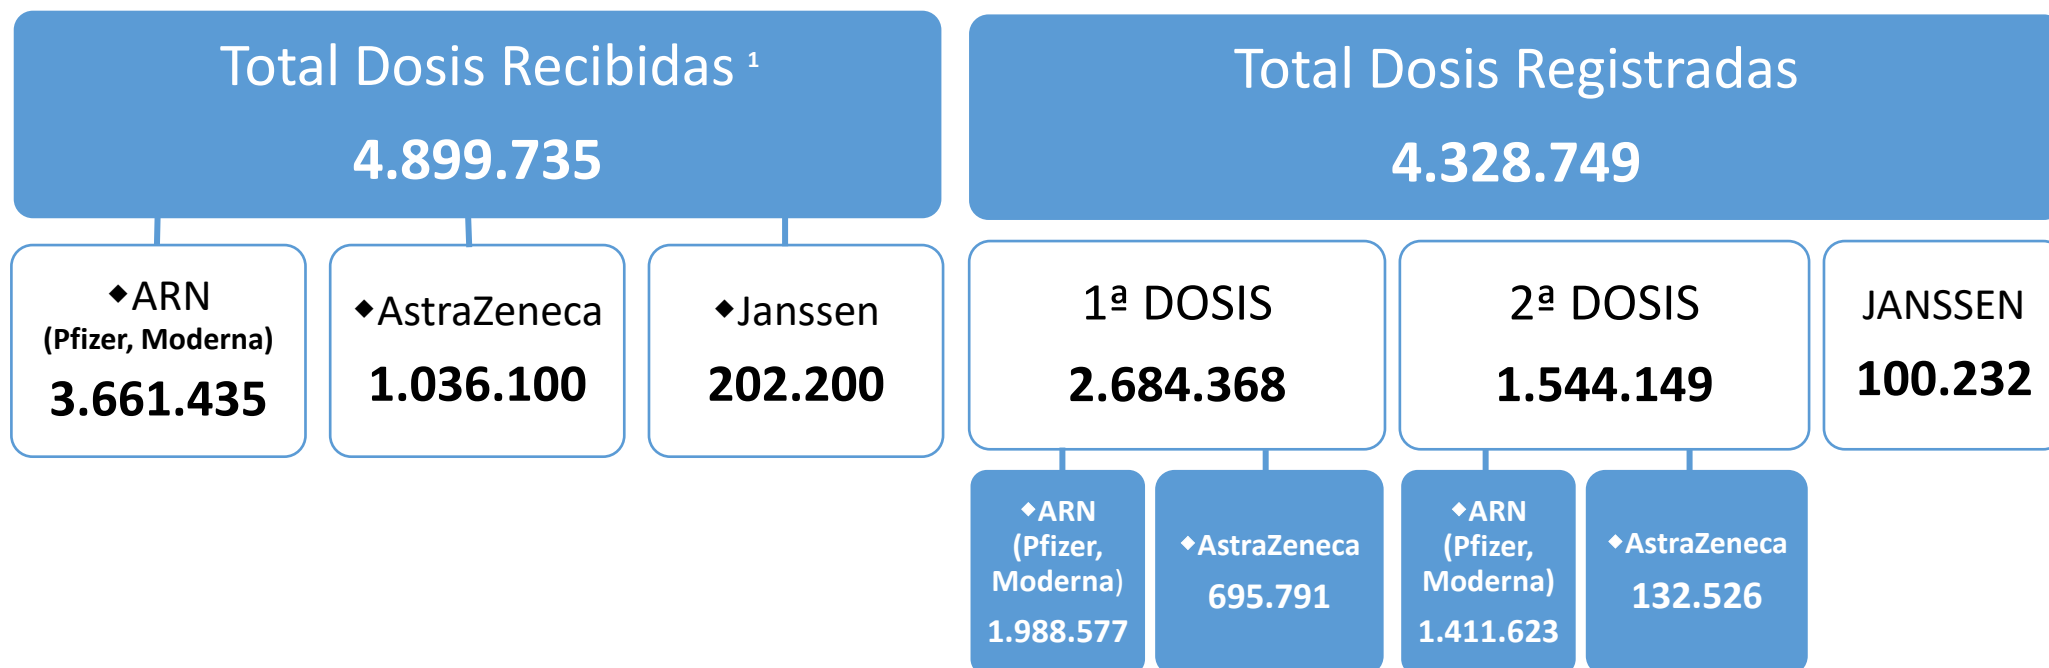 Total Dosis Recibidas 1
4.899.735
◆ARN
(Pfizer, Moderna)
3.661.435
◆AstraZeneca
1.036.100
◆Janssen
202.200
Total Dosis Registradas
4.328.749
1ª DOSIS
2.684.368
◆ARN
(Pfizer,
Moderna)
1.988.577
◆AstraZeneca
695.791
2ª DOSIS
1.544.149
◆ARN
(Pfizer,
Moderna)
1.411.623
◆AstraZeneca
132.526
JANSSEN
100.232